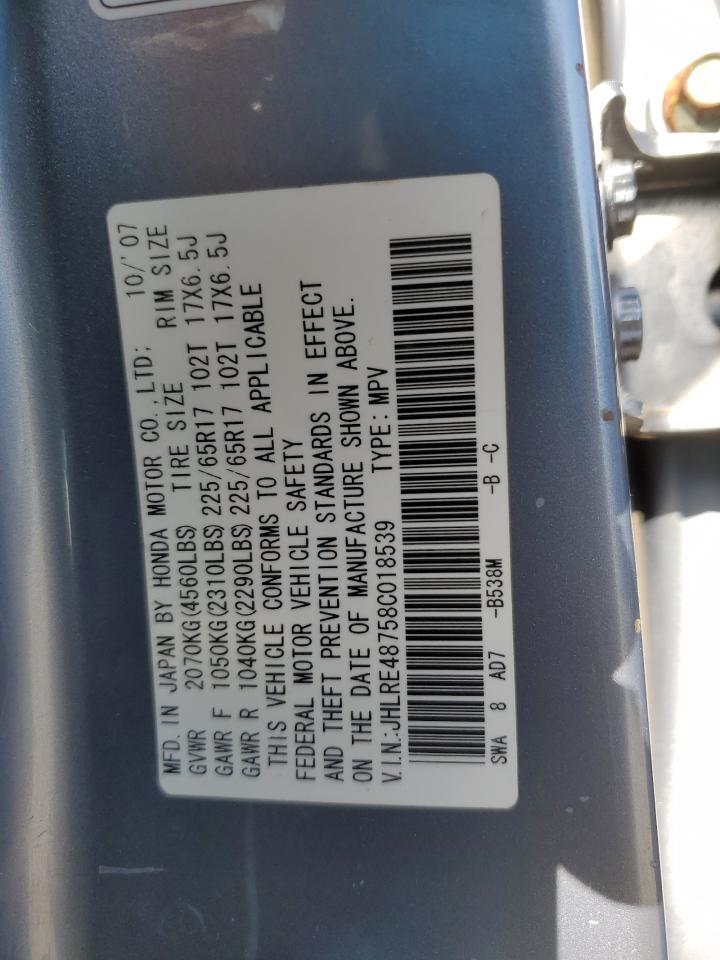 MFD. IN JAPAN BY HONDA MOTOR CO.,LTD; 10/'07
GVWR 2070KG(4560LBS) TIRE SIZE RIM SIZE
GAWR F 1050KG(2310LBS) 225/65R17 102T 17X6.5J
GAWR R 1040KG(2290LBS) 225/65R17 102T 17X6.5J
THIS VEHICLE CONFORMS TO ALL APPLICABLE
FEDERAL MOTOR VEHICLE SAFETY
AND THEFT PREVENTION STANDARDS IN EFFECT
ON THE DATE OF MANUFACTURE SHOWN ABOVE.
V.I.N.:JHLRE48758C018539 TYPE: MPV
SWA 8 AD7 -B538M -B -C